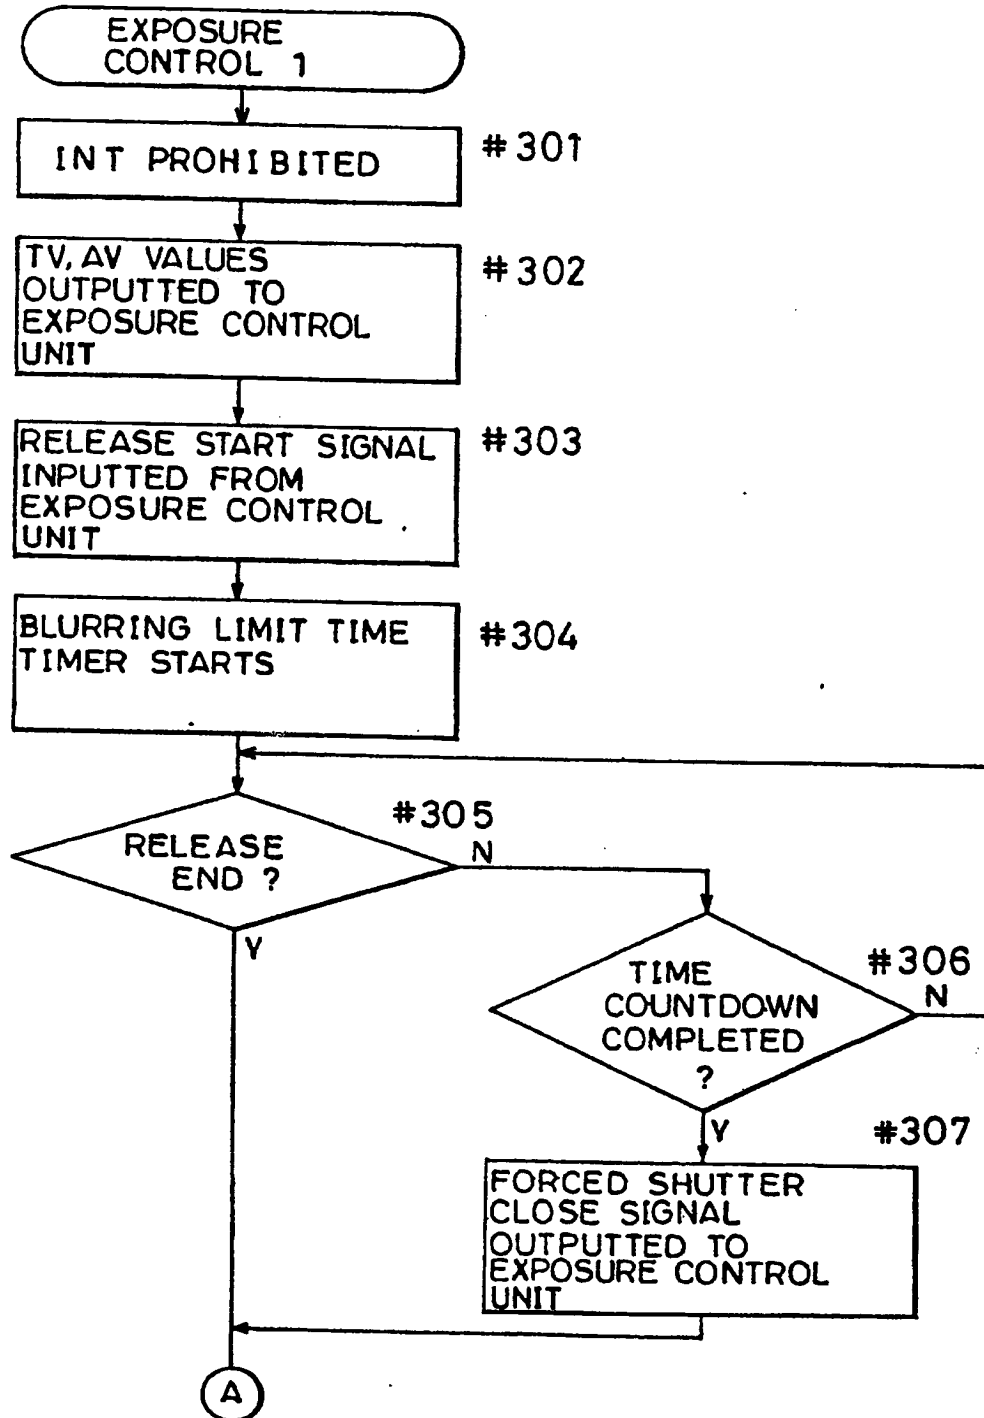 EXPOSURE
CONTROL 1
INT PROHIBITED
#301
TV, AV VALUES
OUTPUTTED TO
EXPOSURE CONTROL
UNIT
#302
RELEASE START SIGNAL
INPUTTED FROM
EXPOSURE CONTROL
UNIT
#303
BLURRING LIMIT TIME
TIMER STARTS
#304
#305
RELEASE
END ?
N
Y
#306
TIME
COUNTDOWN
COMPLETED
?
N
Y
#307
FORCED SHUTTER
CLOSE SIGNAL
OUTPUTTED TO
EXPOSURE CONTROL
UNIT
A